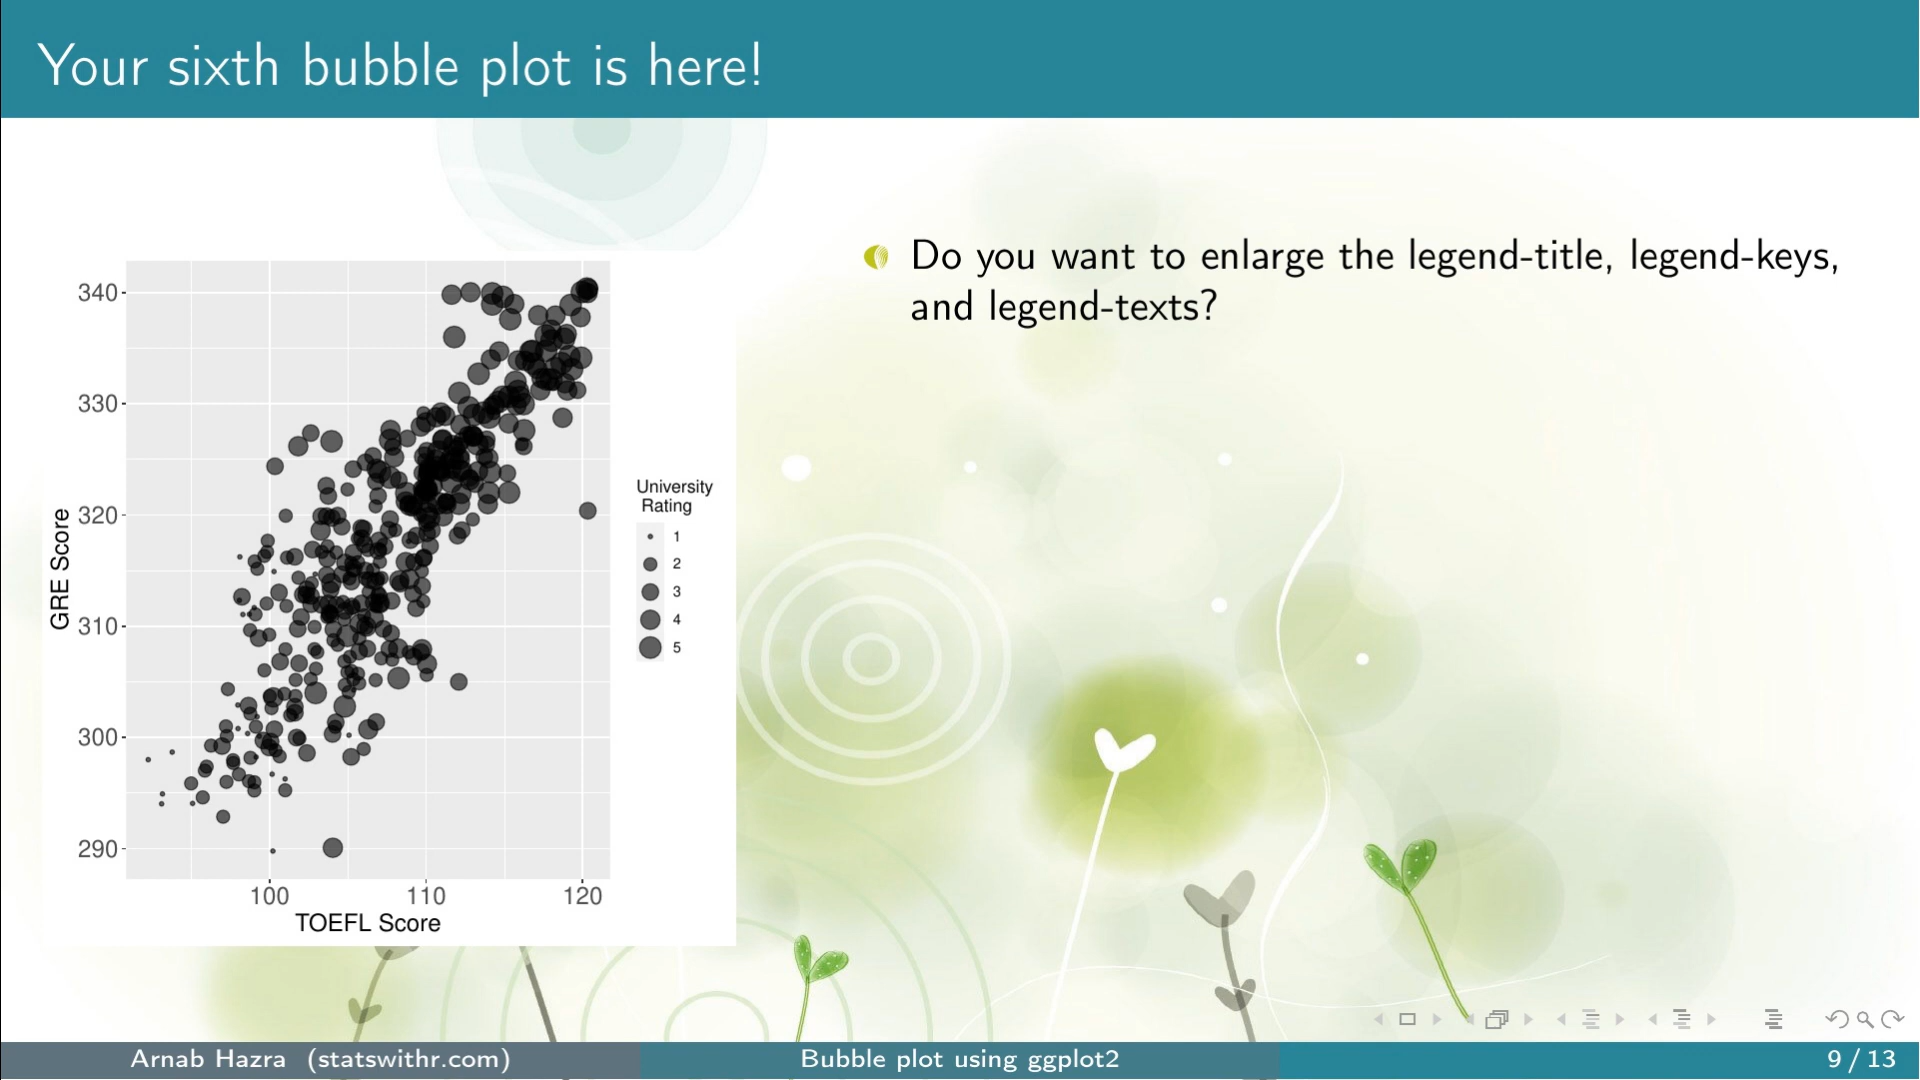 Your sixth bubble plot is here!
Do you want to enlarge the legend-title, legend-keys,
and legend-texts?
340
330
320
310
300
290
GRE Score
100 110 120
TOEFL Score
University
Rating
1
2
3
4
5
Arnab Hazra (statswithr.com) Bubble plot using ggplot2 9 / 13